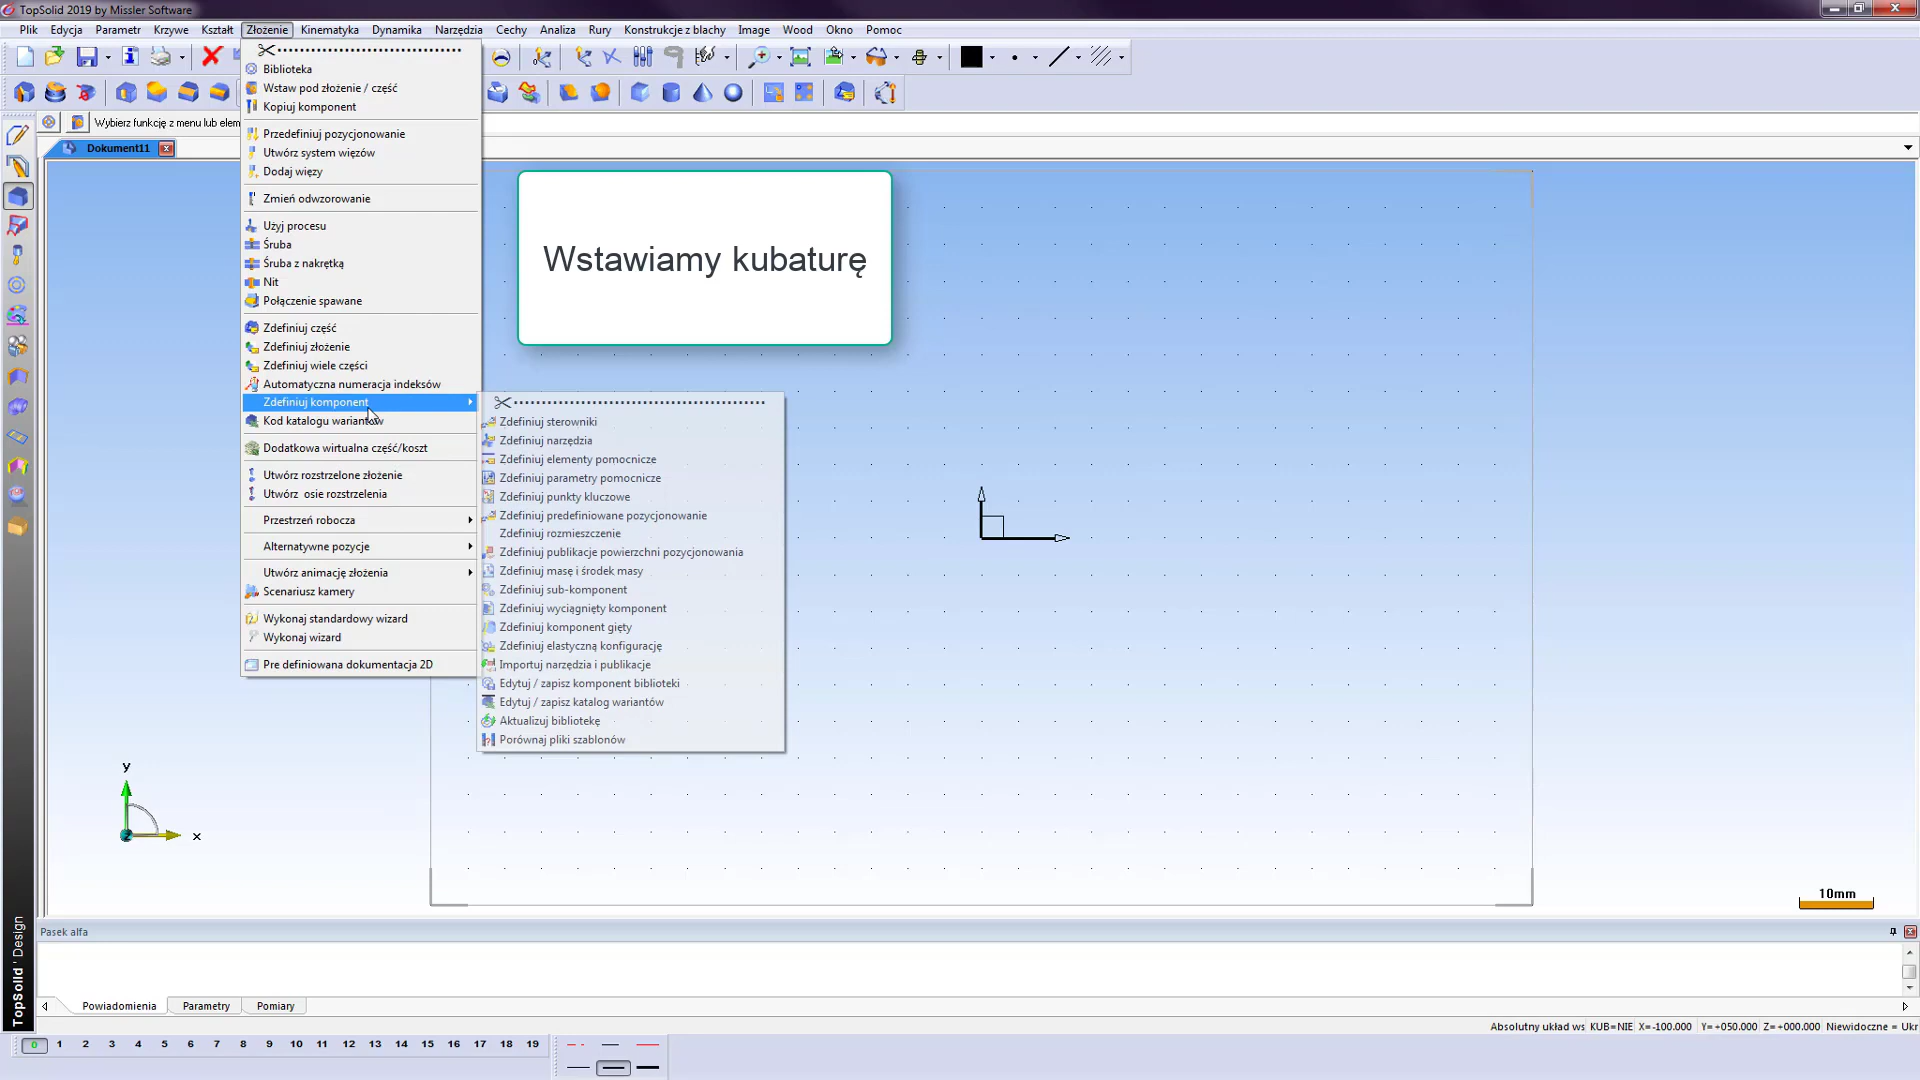 TopSolid 2019 by Missler Software
Plik Edycja Parametr Krzywe Kształt Złożenie Kinematyka Dynamika Narzędzia Cechy Analiza Rury Konstrukcje z blachy Image Wood Okno Pomoc
Wybierz funkcję z menu lub elem
Dokument11
Biblioteka
Wstaw pod złożenie / część
Kopiuj komponent
Przedefiniuj pozycjonowanie
Utwórz system więzów
Dodaj więzy
Zmień odwzorowanie
Użyj procesu
Śruba
Śruba z nakrętką
Nit
Połączenie spawane
Zdefiniuj część
Zdefiniuj złożenie
Zdefiniuj wiele części
Automatyczna numeracja indeksów
Zdefiniuj komponent
Kod katalogu wariantów
Dodatkowa wirtualna część/koszt
Utwórz rozstrzelone złożenie
Utwórz osie rozstrzelenia
Przestrzeń robocza
Alternatywne pozycje
Utwórz animację złożenia
Scenariusz kamery
Wykonaj standardowy wizard
Wykonaj wizard
Pre definiowana dokumentacja 2D
Zdefiniuj sterowniki
Zdefiniuj narzędzia
Zdefiniuj elementy pomocnicze
Zdefiniuj parametry pomocnicze
Zdefiniuj punkty kluczowe
Zdefiniuj predefiniowane pozycjonowanie
Zdefiniuj rozmieszczenie
Zdefiniuj publikacje powierzchni pozycjonowania
Zdefiniuj masę i środek masy
Zdefiniuj sub-komponent
Zdefiniuj wyciągnięty komponent
Zdefiniuj komponent gięty
Zdefiniuj elastyczną konfigurację
Importuj narzędzia i publikacje
Edytuj / zapisz komponent biblioteki
Edytuj / zapisz katalog wariantów
Aktualizuj bibliotekę
Porównaj pliki szablonów
Wstawiamy kubaturę
y
z
x
10mm
TopSolid'Design
Pasek alfa
Powiadomienia Parametry Pomiary
Absolutny układ ws KUB=NIE X=-100.000 Y=+050.000 Z=+000.000 Niewidoczne = Ukr
0 1 2 3 4 5 6 7 8 9 10 11 12 13 14 15 16 17 18 19